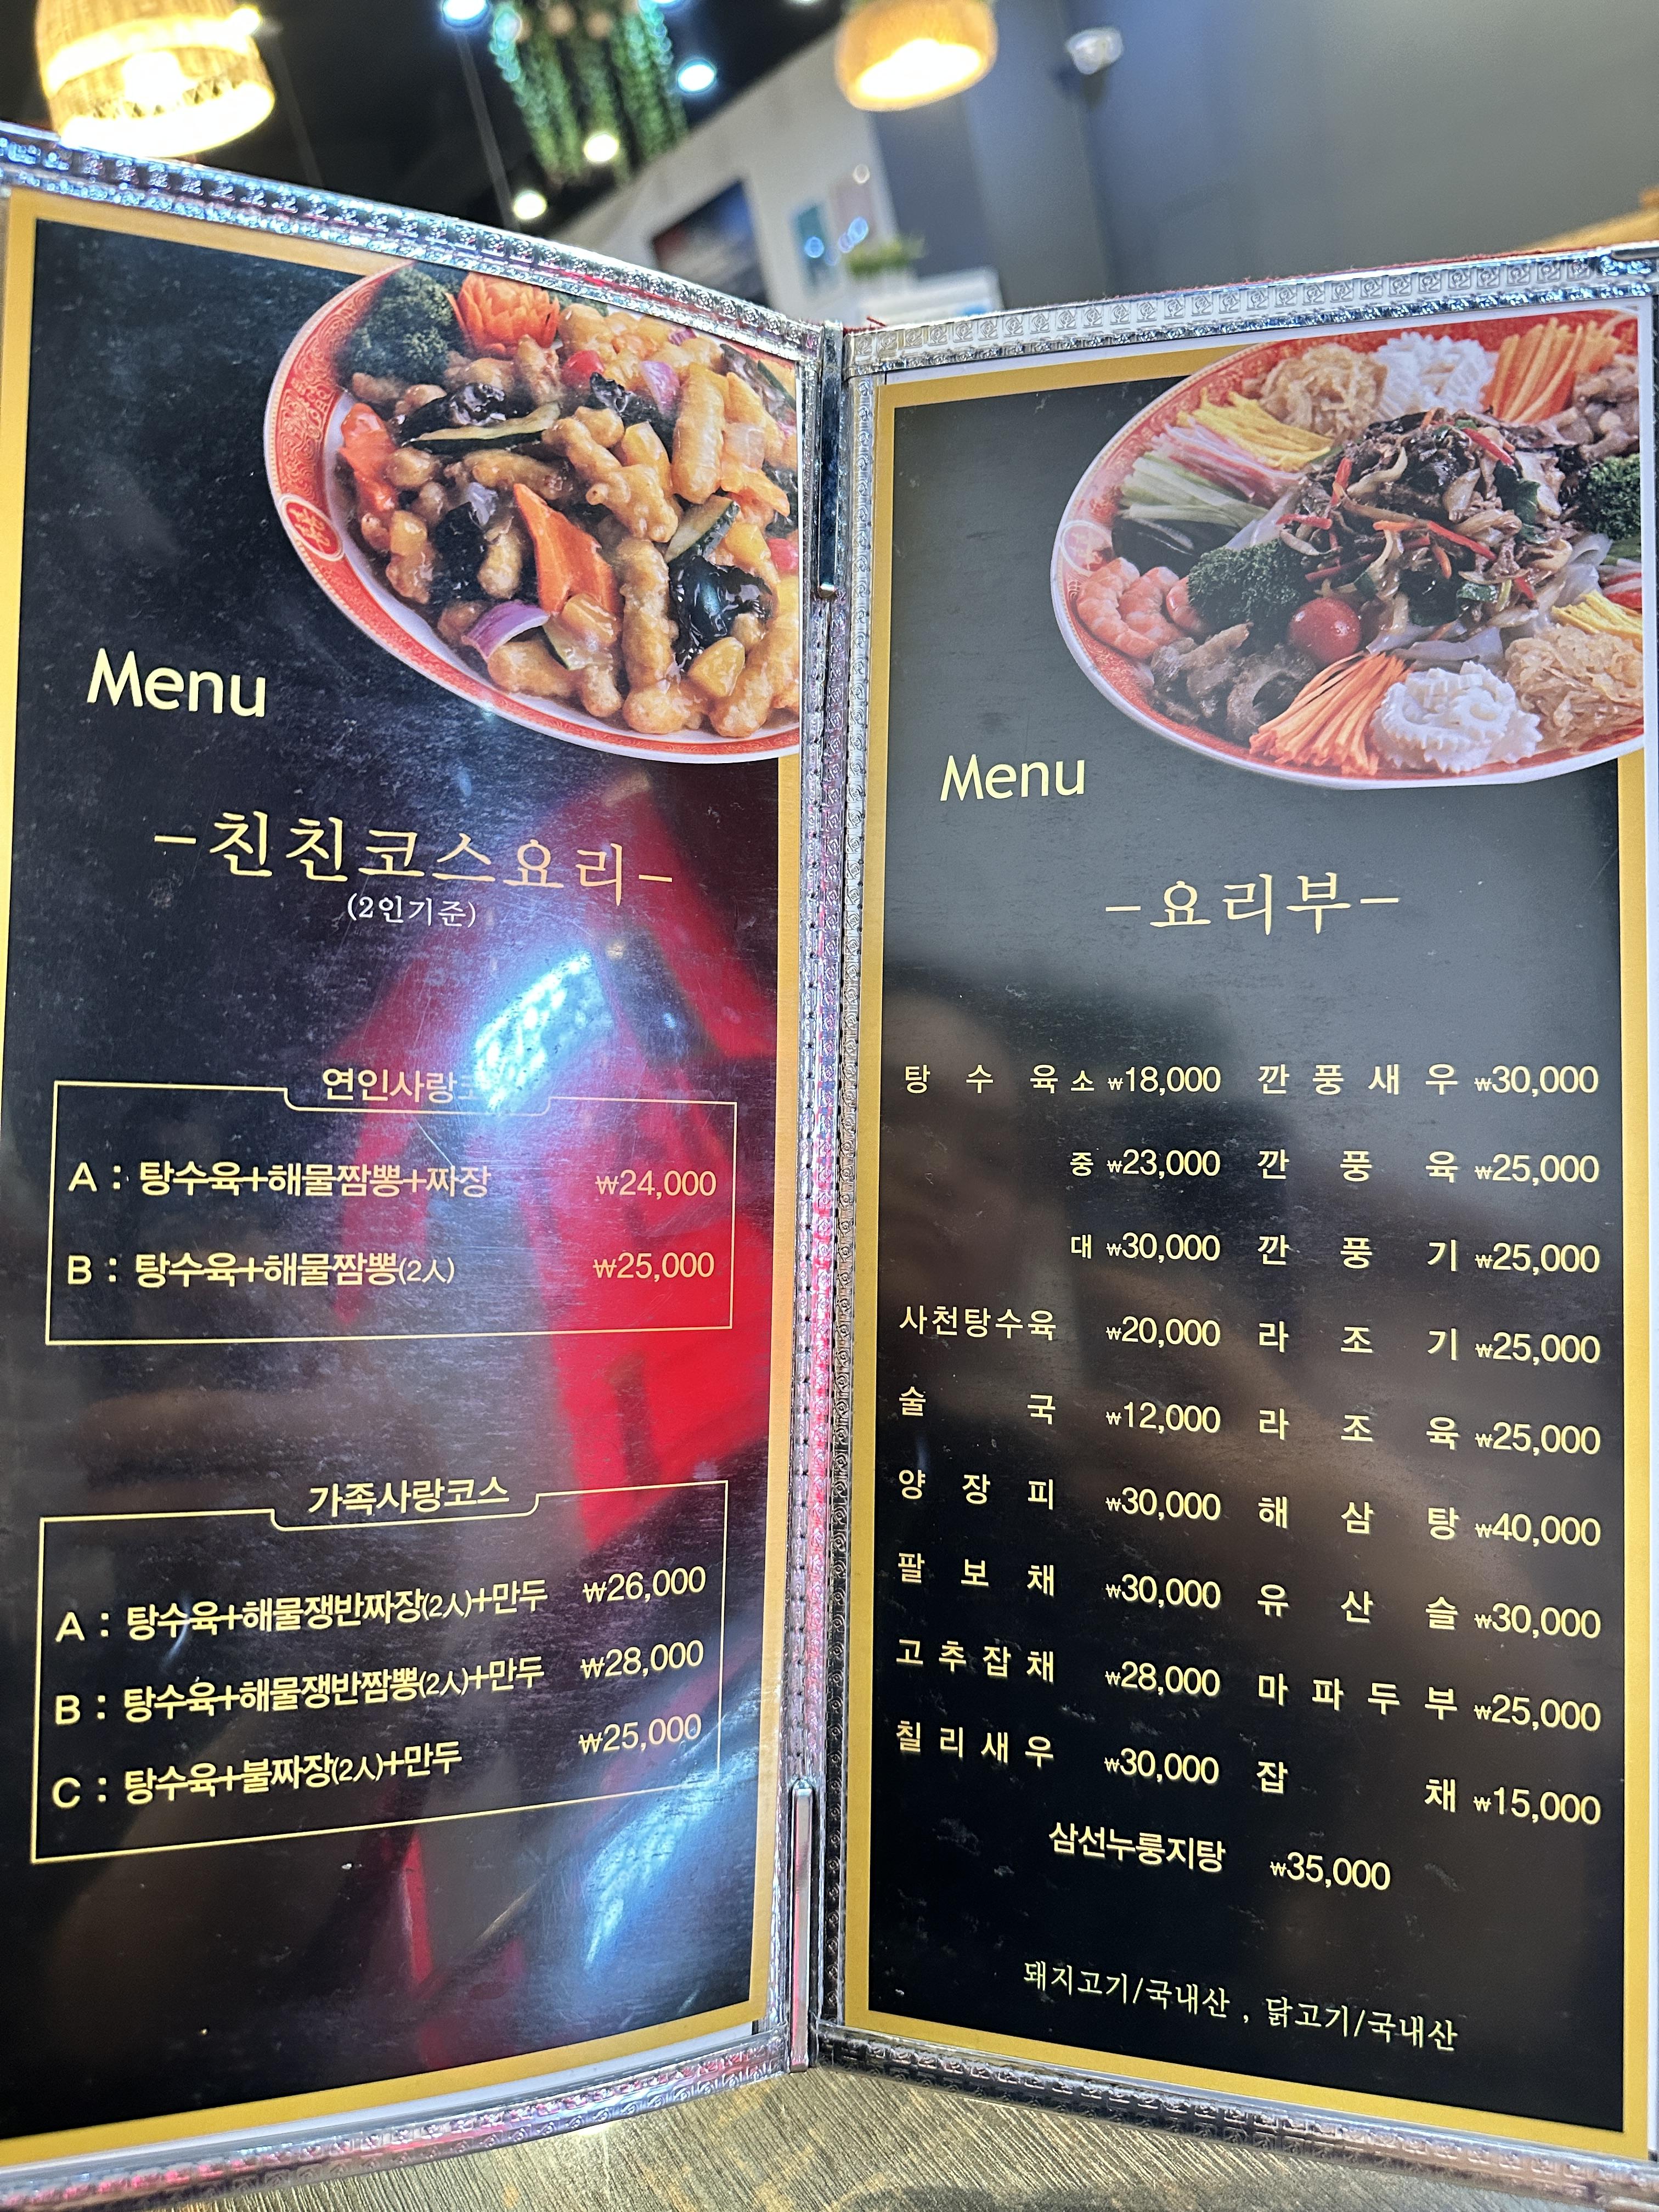 Menu
-친친코스요리-
(2인기준)
연인사랑
A : 탕수육+해물짬뽕+짜장 ₩24,000
B : 탕수육+해물짬뽕(2人) ₩25,000
가족사랑코스
A : 탕수육+해물쟁반짜장(2人)+만두 ₩26,000
B : 탕수육+해물쟁반짬뽕(2人)+만두 ₩28,000
C : 탕수육+불짜장(2人)+만두 ₩25,000
Menu
-요리부-
탕수육 소 ₩18,000 깐풍새우 ₩30,000
중 ₩23,000 깐풍육 ₩25,000
대 ₩30,000 깐풍기 ₩25,000
사천탕수육 ₩20,000 라조기 ₩25,000
술국 ₩12,000 라조육 ₩25,000
양장피 ₩30,000 해삼탕 ₩40,000
팔보채 ₩30,000 유산슬 ₩30,000
고추잡채 ₩28,000 마파두부 ₩25,000
칠리새우 ₩30,000 잡채 ₩15,000
삼선누룽지탕 ₩35,000
돼지고기/국내산 , 닭고기/국내산